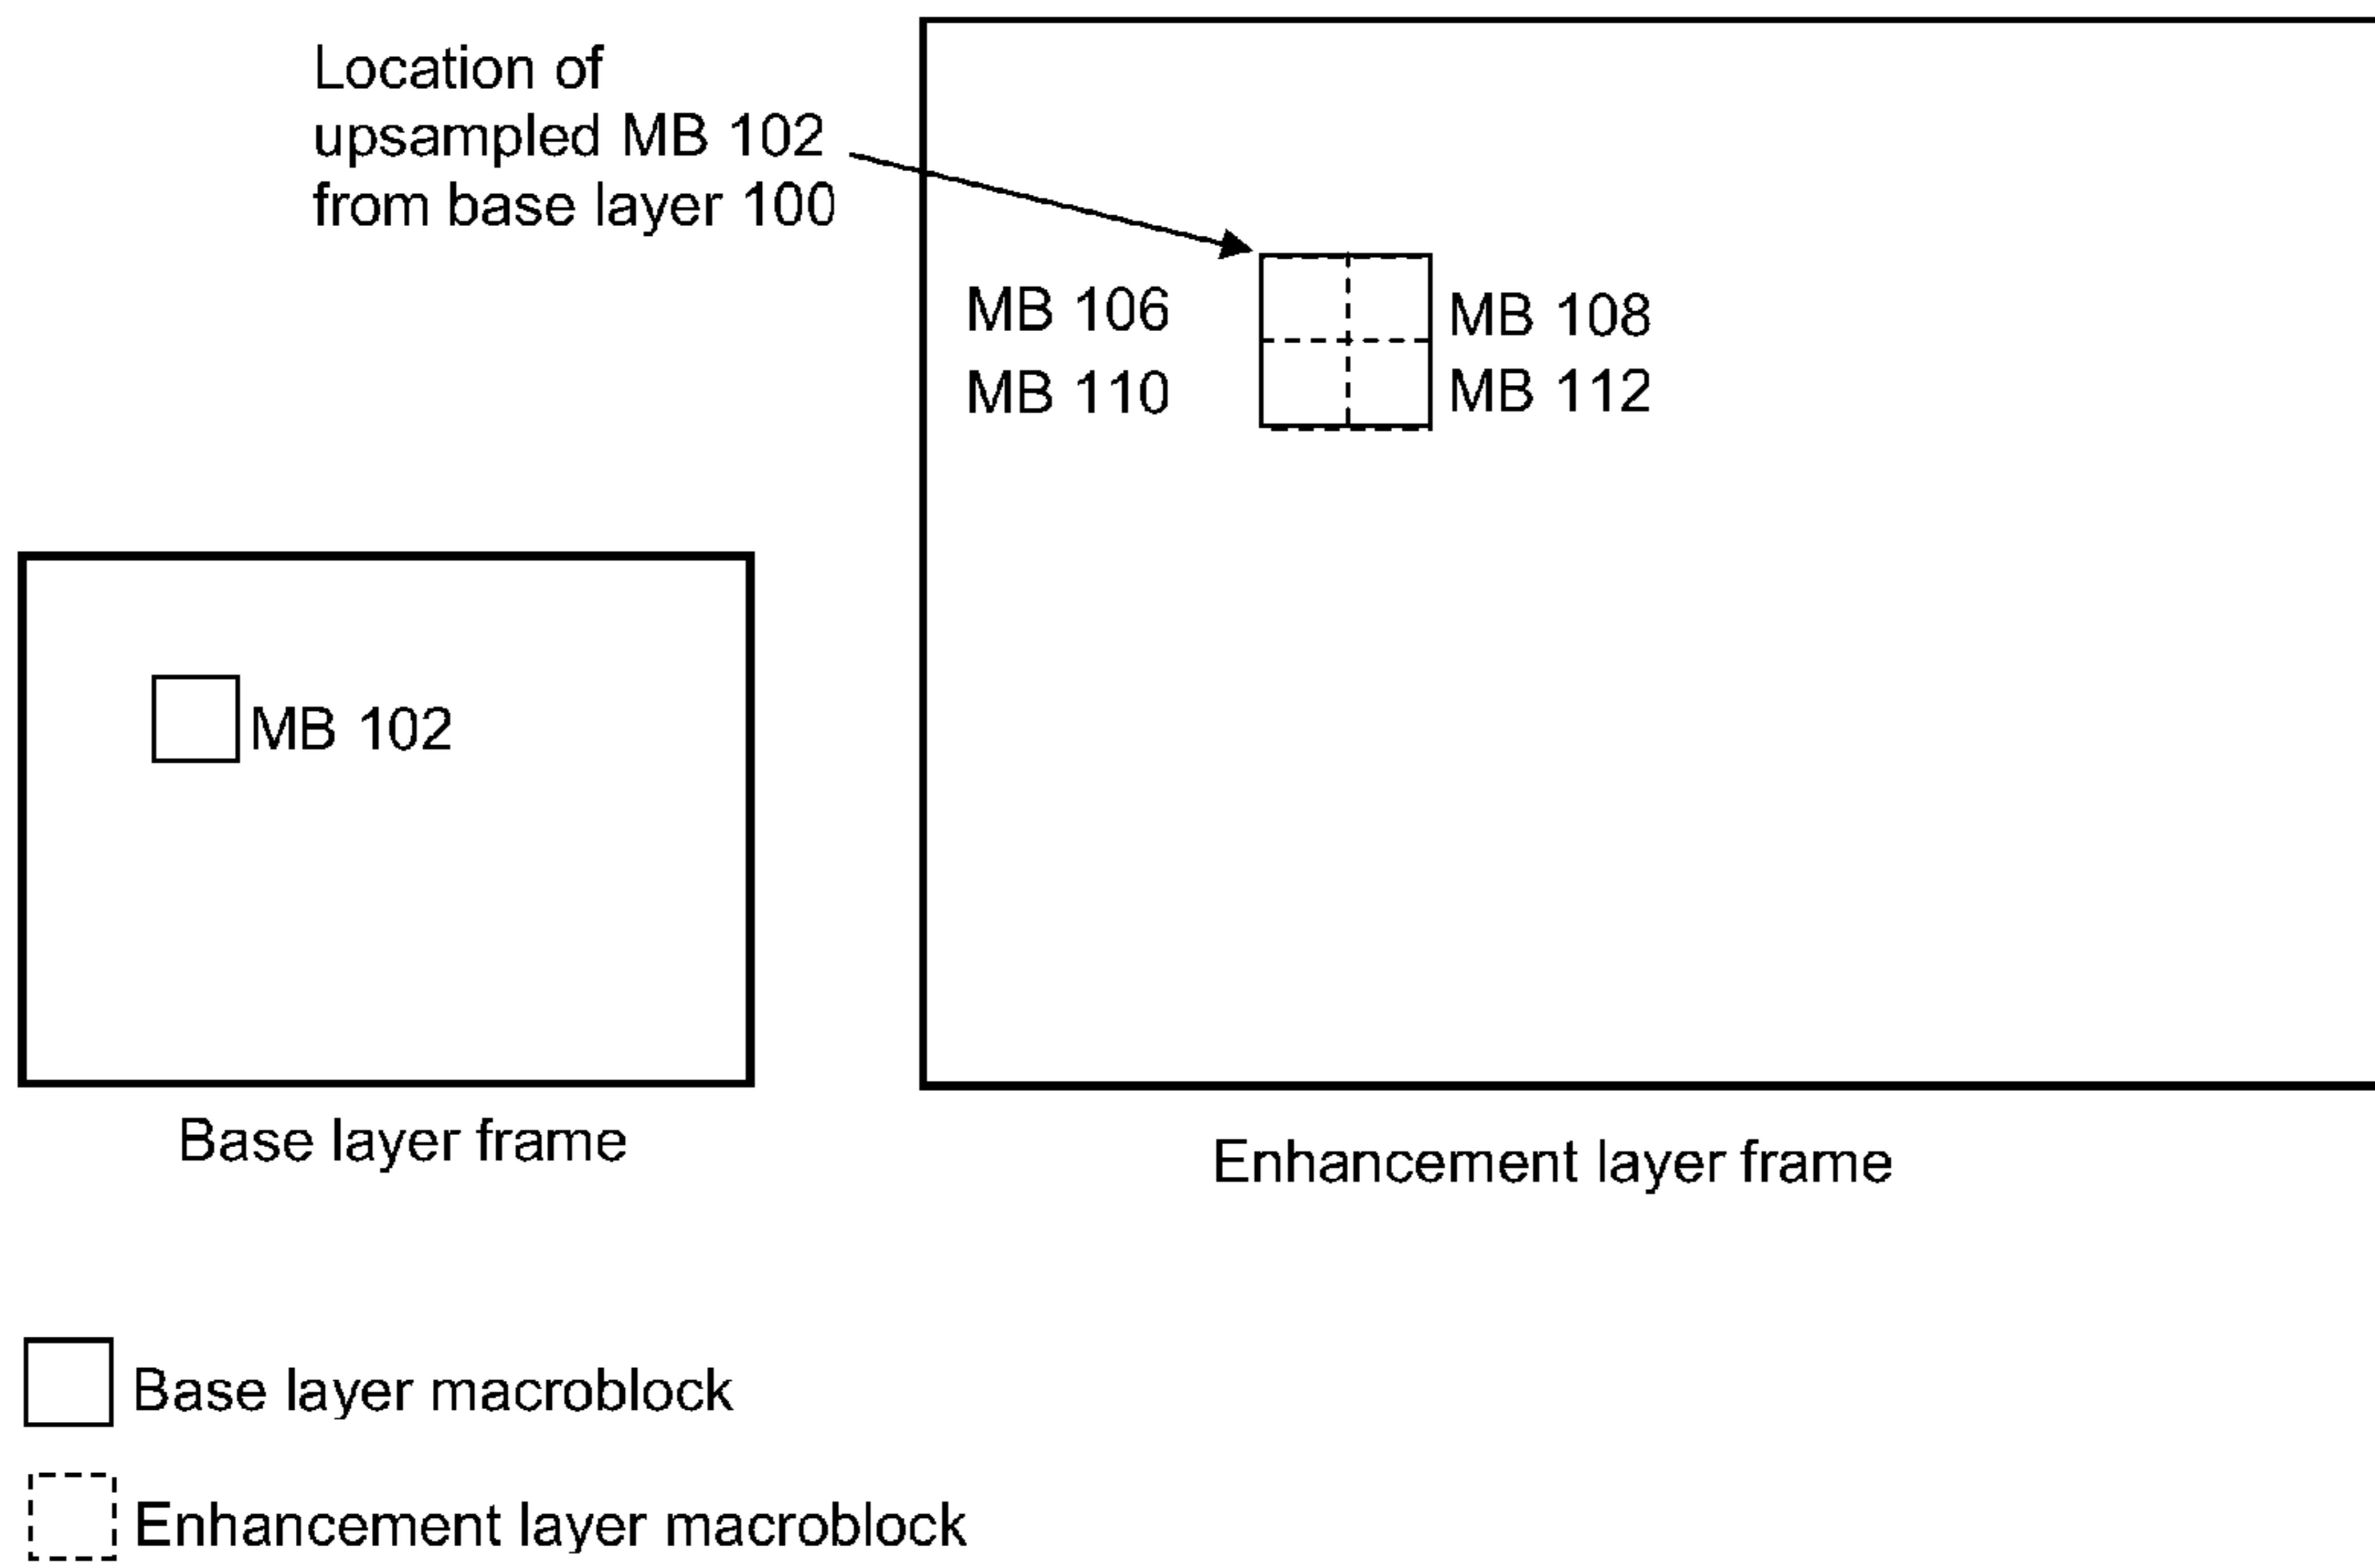 Location of
upsampled MB 102
from base layer 100
MB 106
MB 108
MB 110
MB 112
MB 102
Base layer frame
Enhancement layer frame
Base layer macroblock
Enhancement layer macroblock